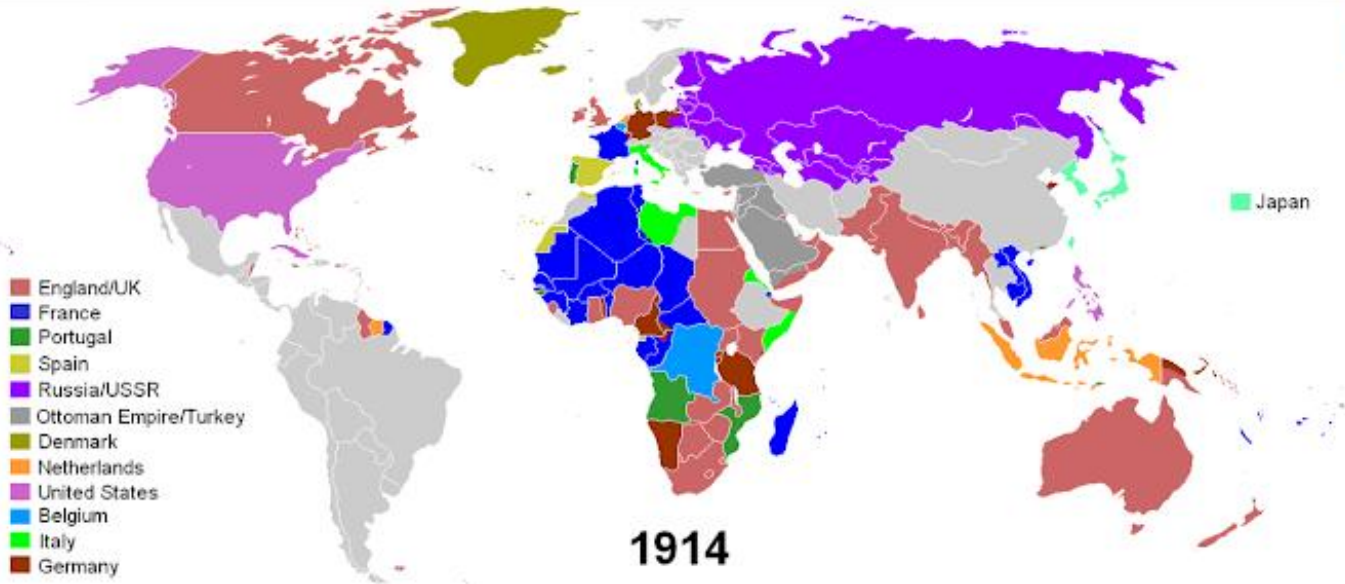 Japan
England/UK
France
Portugal
Spain
Russia/USSR
Ottoman Empire/Turkey
Denmark
Netherlands
United States
Belgium
Italy
Germany
1914